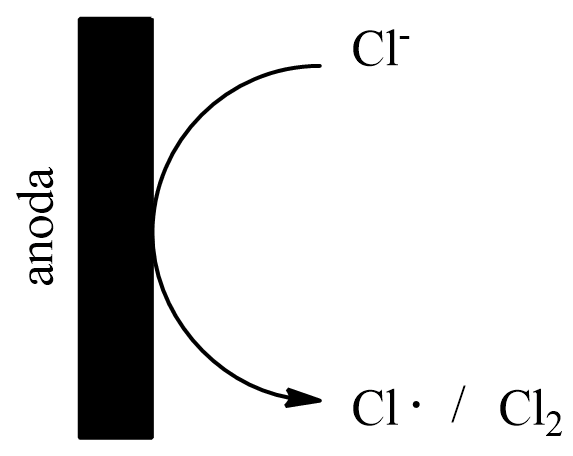 Cl⁻
anoda
Cl· / Cl₂